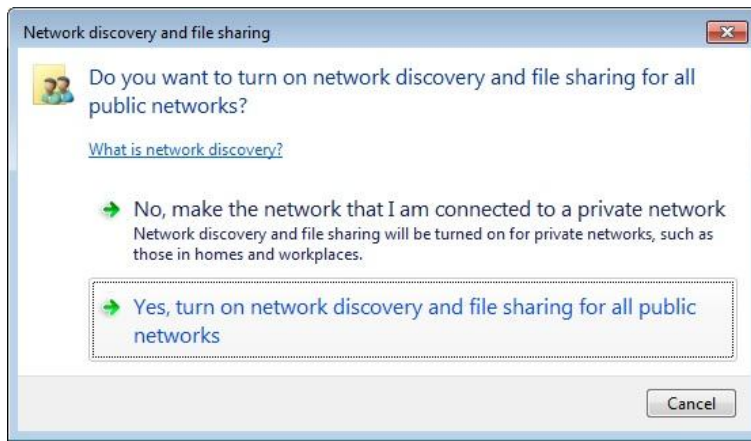 Network discovery and file sharing
Do you want to turn on network discovery and file sharing for all
public networks?
What is network discovery?
No, make the network that I am connected to a private network
Network discovery and file sharing will be turned on for private networks, such as
those in homes and workplaces.
Yes, turn on network discovery and file sharing for all public
networks
Cancel